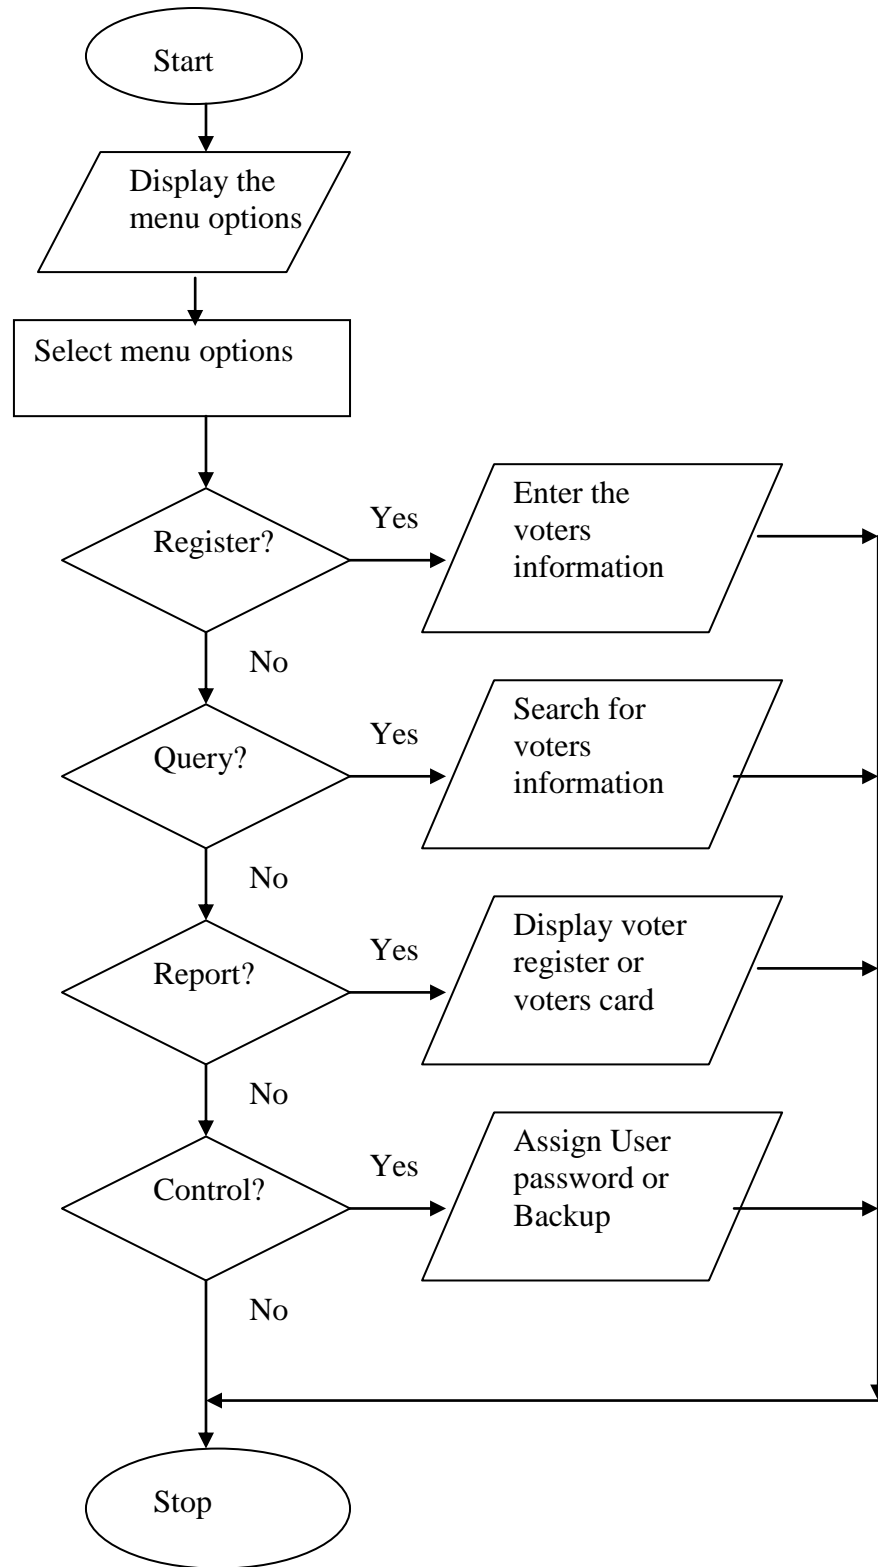 Start
Display the
menu options
Select menu options
Register?
Yes
Enter the
voters
information
No
Query?
Yes
Search for
voters
information
No
Report?
Yes
Display voter
register or
voters card
No
Control?
Yes
Assign User
password or
Backup
No
Stop